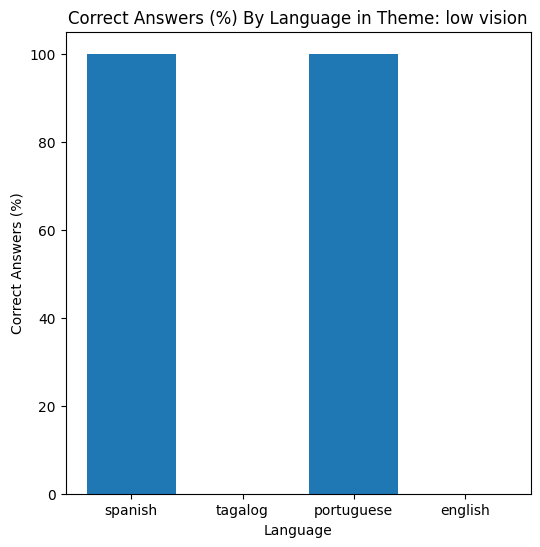 Correct Answers (%) By Language in Theme: low vision
Correct Answers (%)
100
80
60
40
20
0
spanish tagalog portuguese english
Language